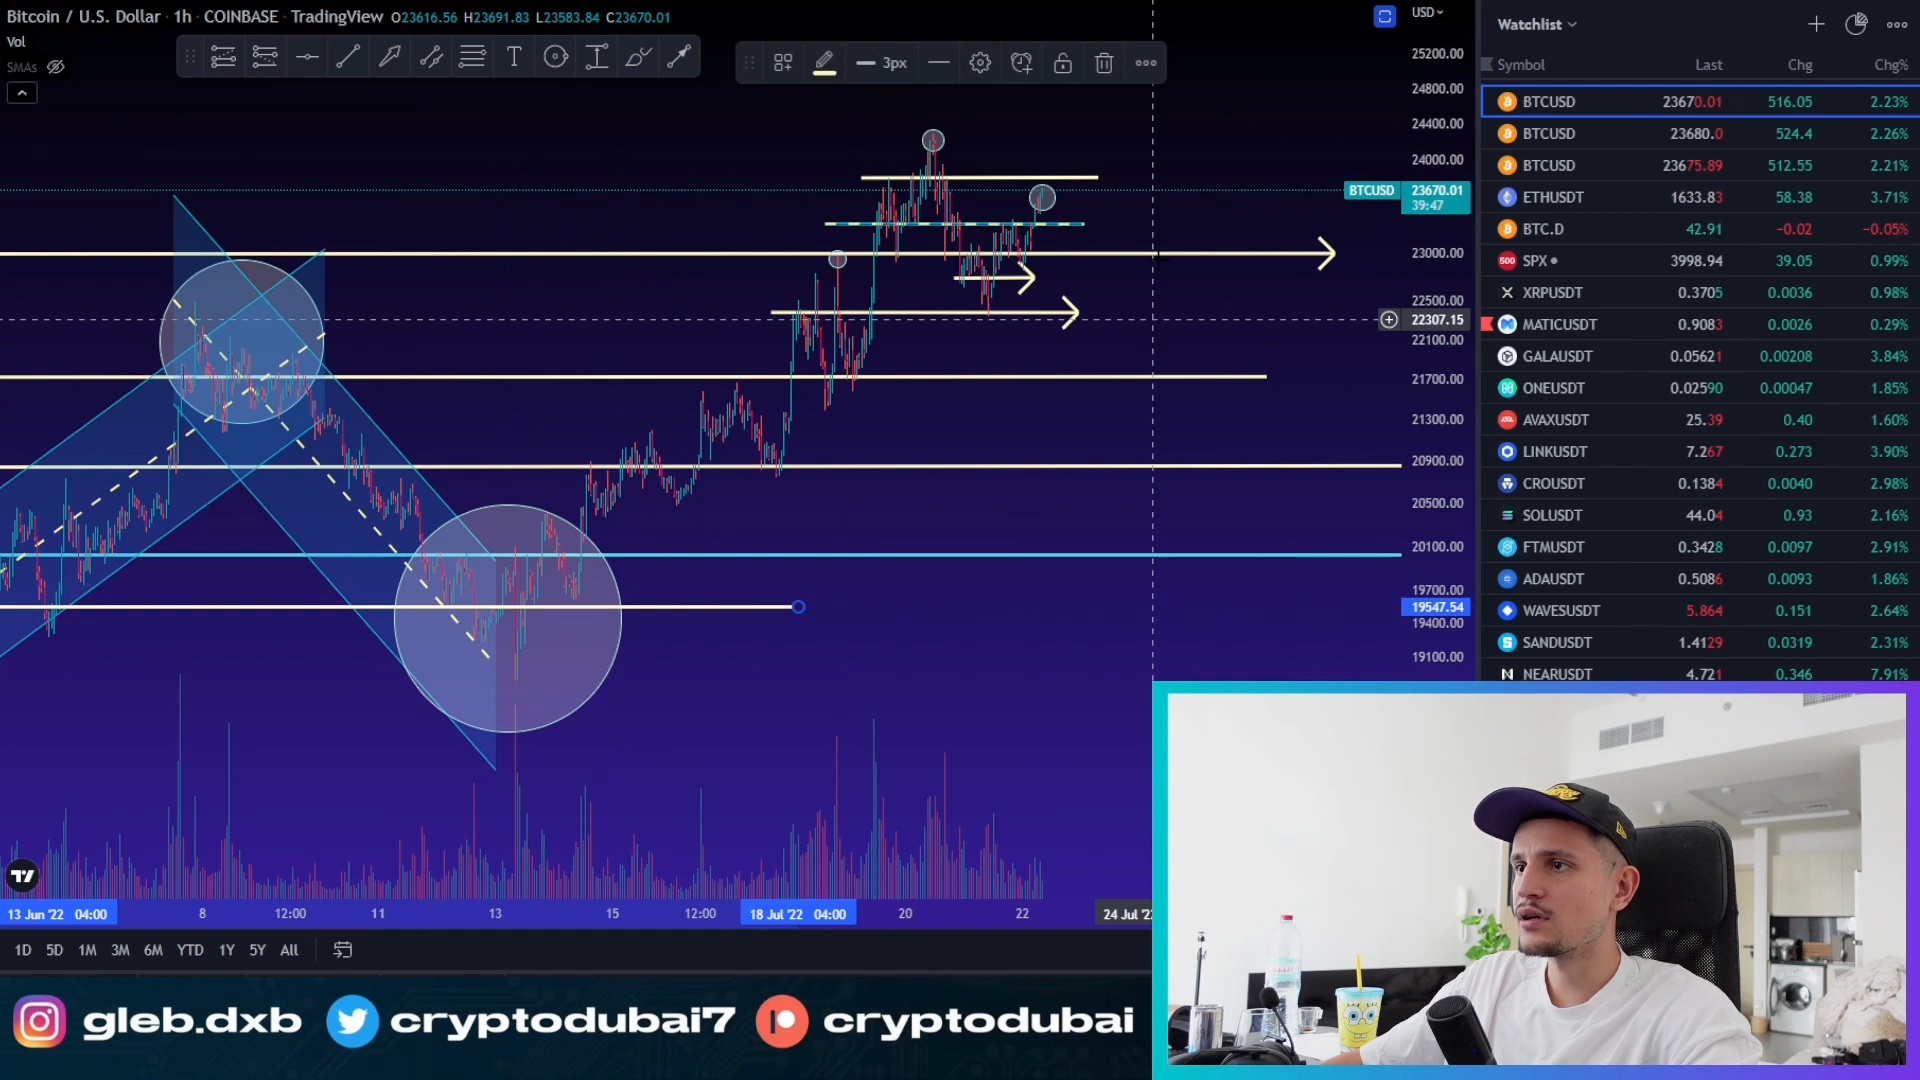 Bitcoin / U.S. Dollar · 1h · COINBASE · TradingView O23616.56 H23691.83 L23583.84 C23670.01
Vol
SMAs
T
3px
USD
25200.00
24800.00
24400.00
24000.00
BTCUSD 23670.01
39:47
23000.00
22500.00
22307.15
22100.00
21700.00
21300.00
20900.00
20500.00
20100.00
19700.00
19547.54
19400.00
19100.00
13 Jun '22 04:00 8 12:00 11 13 15 12:00 18 Jul '22 04:00 20 22 24 Jul '22
1D 5D 1M 3M 6M YTD 1Y 5Y All
Watchlist
Symbol Last Chg Chg%
BTCUSD 23670.01 516.05 2.23%
BTCUSD 23680.0 524.4 2.26%
BTCUSD 23675.89 512.55 2.21%
ETHUSDT 1633.83 58.38 3.71%
BTC.D 42.91 −0.02 −0.05%
500 SPX 3998.94 39.05 0.99%
XRPUSDT 0.3705 0.0036 0.98%
MATICUSDT 0.9083 0.0026 0.29%
GALAUSDT 0.05621 0.00208 3.84%
ONEUSDT 0.02590 0.00047 1.85%
AVAXUSDT 25.39 0.40 1.60%
LINKUSDT 7.267 0.273 3.90%
CROUSDT 0.1384 0.0040 2.98%
SOLUSDT 44.04 0.93 2.16%
FTMUSDT 0.3428 0.0097 2.91%
ADAUSDT 0.5086 0.0093 1.86%
WAVESUSDT 5.864 0.151 2.64%
SANDUSDT 1.4129 0.0319 2.31%
NEARUSDT 4.721 0.346 7.91%
gleb.dxb cryptodubai7 cryptodubai